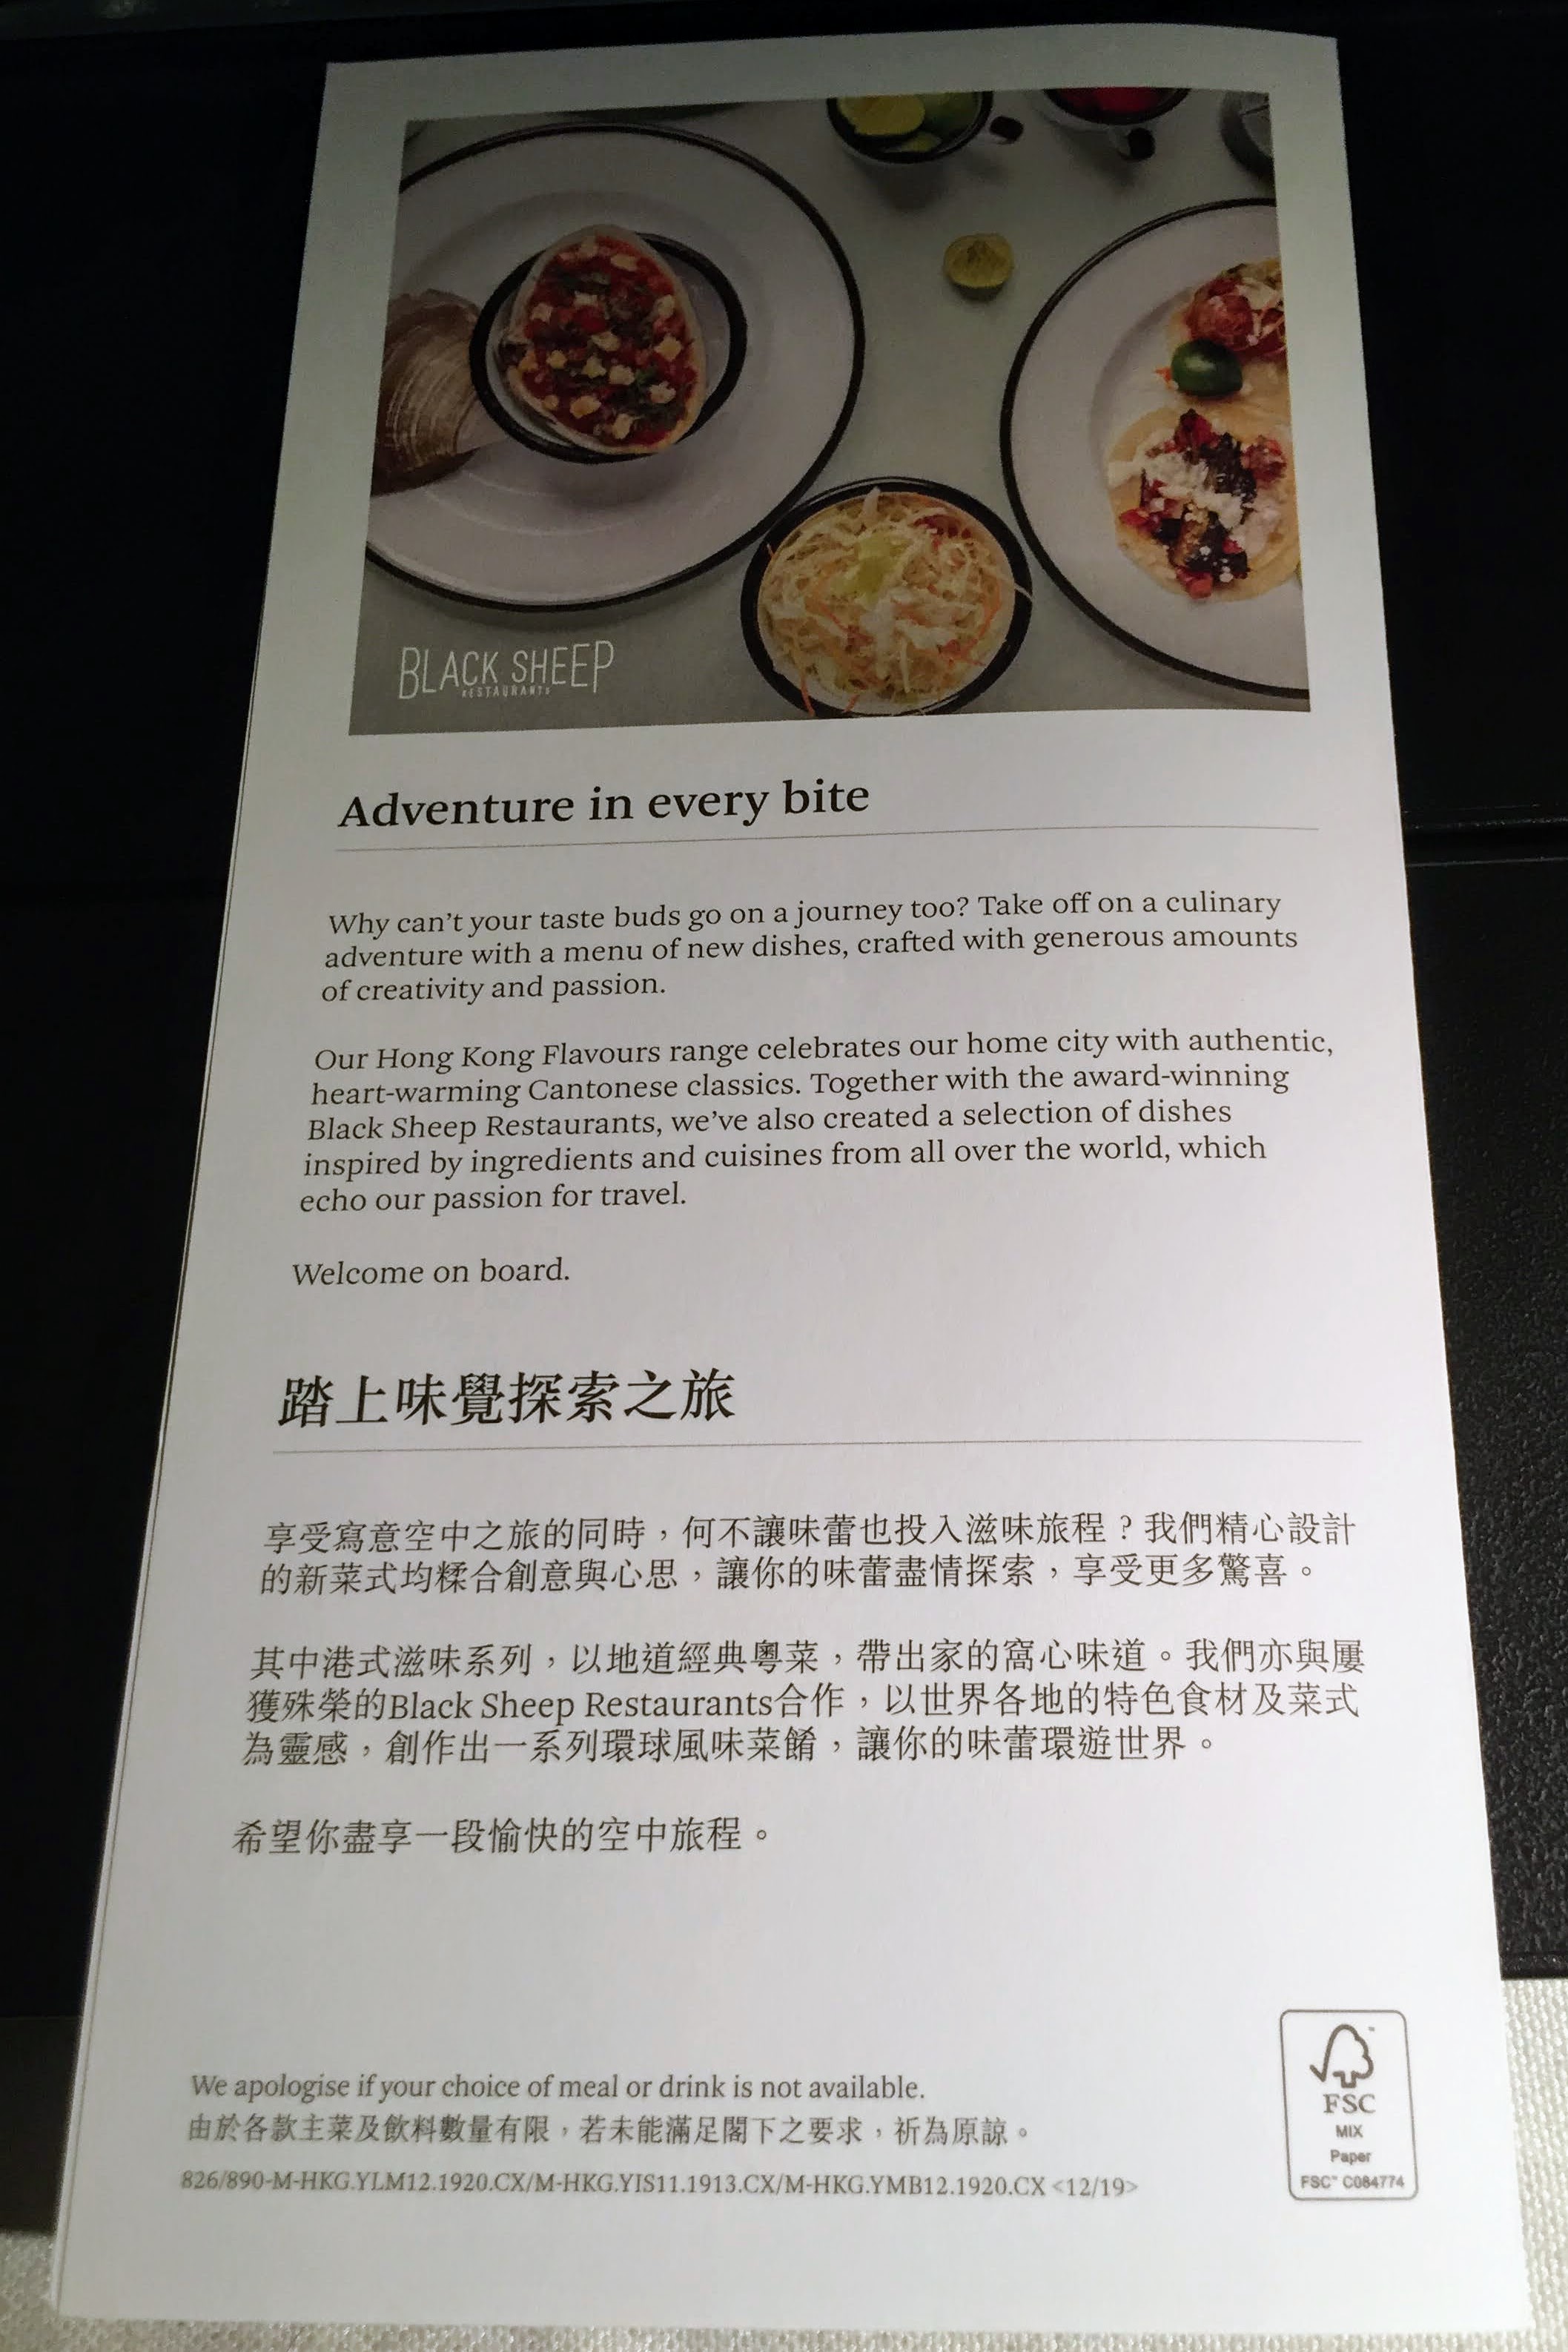 BLACK SHEEP
RESTAURANTS
Adventure in every bite
Why can't your taste buds go on a journey too? Take off on a culinary
adventure with a menu of new dishes, crafted with generous amounts
of creativity and passion.
Our Hong Kong Flavours range celebrates our home city with authentic,
heart-warming Cantonese classics. Together with the award-winning
Black Sheep Restaurants, we've also created a selection of dishes
inspired by ingredients and cuisines from all over the world, which
echo our passion for travel.
Welcome on board.
踏上味覺探索之旅
享受寫意空中之旅的同時，何不讓味蕾也投入滋味旅程？我們精心設計
的新菜式均糅合創意與心思，讓你的味蕾盡情探索，享受更多驚喜。
其中港式滋味系列，以地道經典粵菜，帶出家的窩心味道。我們亦與屢
獲殊榮的Black Sheep Restaurants合作，以世界各地的特色食材及菜式
為靈感，創作出一系列環球風味菜餚，讓你的味蕾環遊世界。
希望你盡享一段愉快的空中旅程。
We apologise if your choice of meal or drink is not available.
由於各款主菜及飲料數量有限，若未能滿足閣下之要求，祈為原諒。
826/890-M-HKG.YLM12.1920.CX/M-HKG.YIS11.1913.CX/M-HKG.YMB12.1920.CX <12/19>
FSC
MIX
Paper
FSC™ C084774